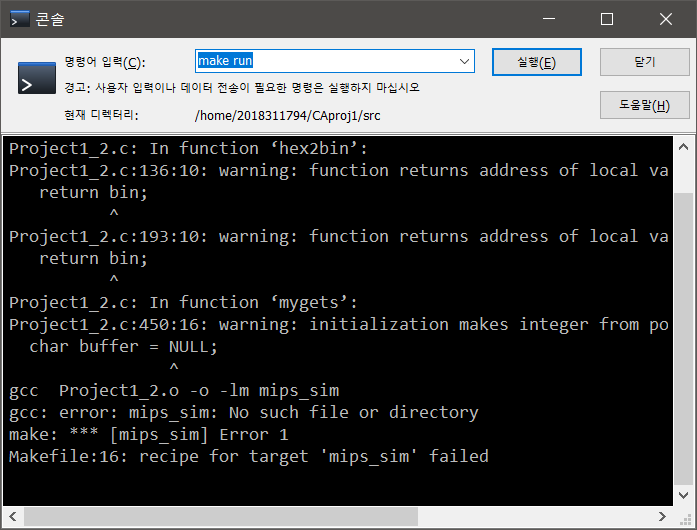 콘솔
명령어 입력(C):
make run
실행(E)
닫기
경고: 사용자 입력이나 데이터 전송이 필요한 명령은 실행하지 마십시오
도움말(H)
현재 디렉터리:
/home/2018311794/CAproj1/src
Project1_2.c: In function ‘hex2bin’:
Project1_2.c:136:10: warning: function returns address of local va
return bin;
^
Project1_2.c:193:10: warning: function returns address of local va
return bin;
^
Project1_2.c: In function ‘mygets’:
Project1_2.c:450:16: warning: initialization makes integer from po
char buffer = NULL;
^
gcc  Project1_2.o -o -lm mips_sim
gcc: error: mips_sim: No such file or directory
make: *** [mips_sim] Error 1
Makefile:16: recipe for target 'mips_sim' failed